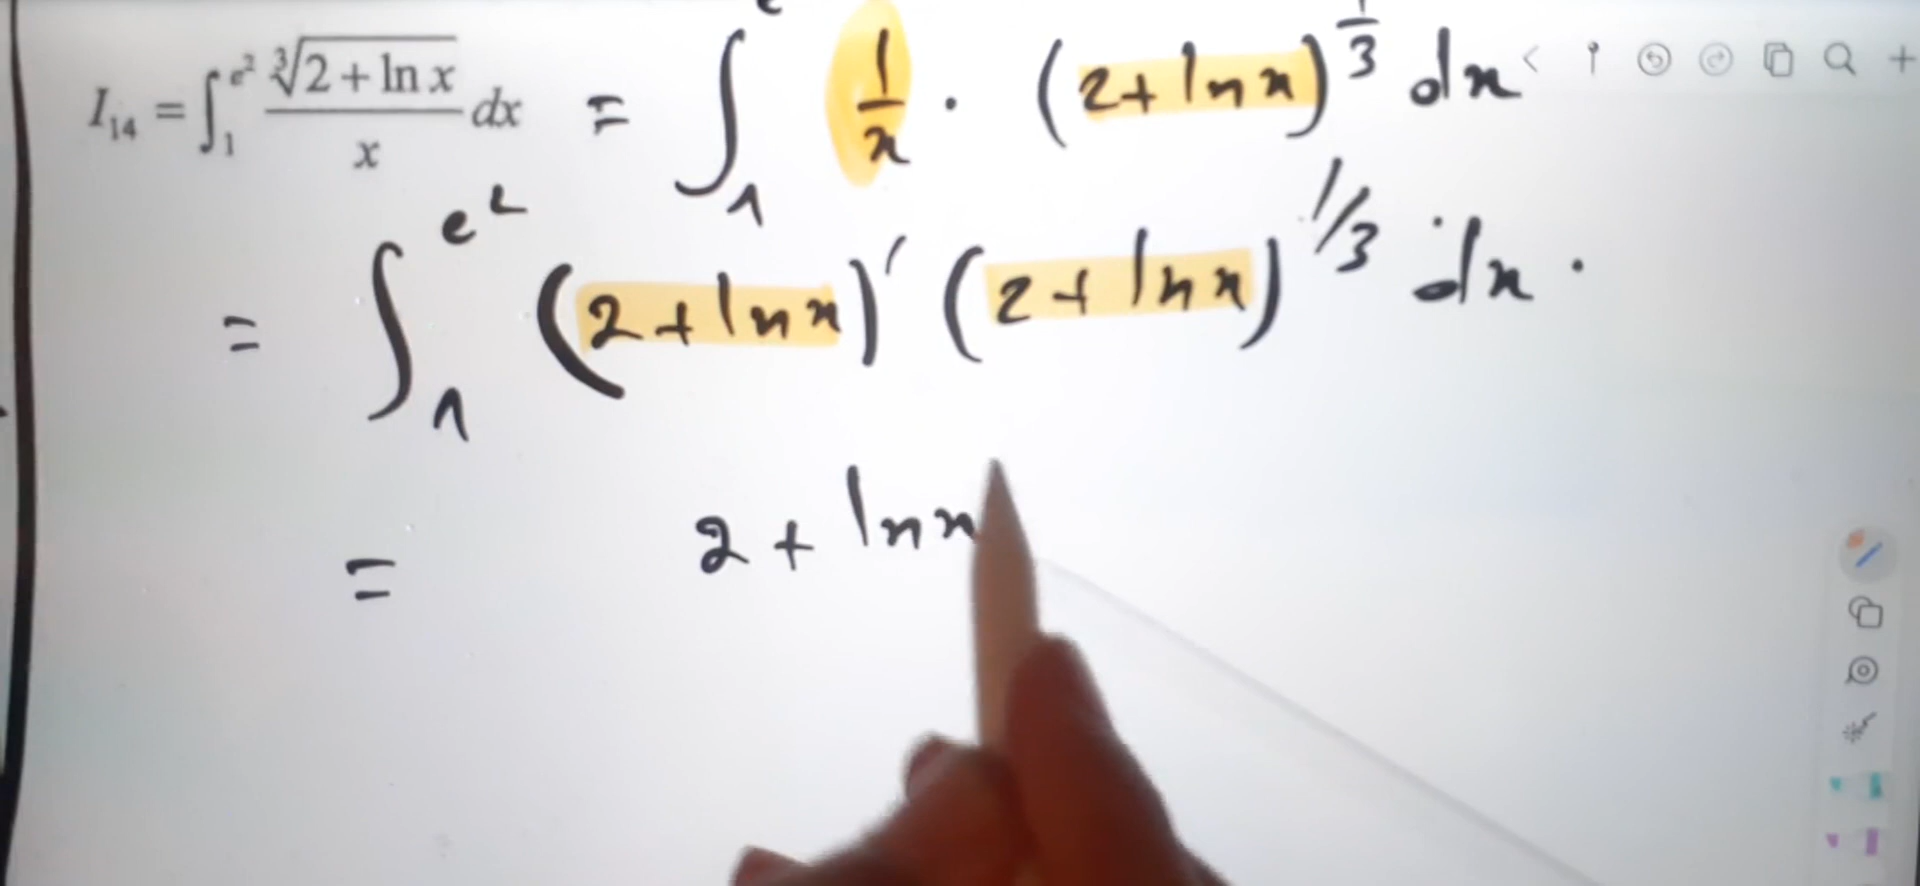 I₁₄ = ∫₁^{e²} ∛(2 + ln x) / x dx = ∫₁ 1/x · (2 + ln x)^{1/3} dx
= ∫₁^{e²} (2 + ln x)' (2 + ln x)^{1/3} dx.
= 2 + ln x